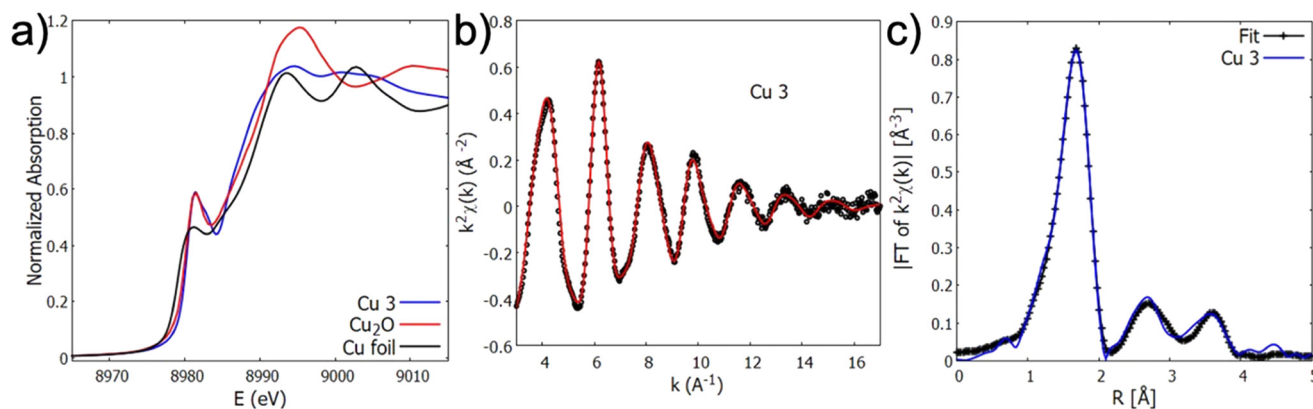 a)
Normalized Absorption
1.2
1
0.8
0.6
0.4
0.2
0
8970 8980 8990 9000 9010
E (eV)
Cu 3
Cu₂O
Cu foil
b)
k²χ(k) (Å⁻²)
0.8
0.6
0.4
0.2
0
-0.2
-0.4
-0.6
4 6 8 10 12 14 16
k (A⁻¹)
Cu 3
c)
|FT of k²χ(k)| [Å⁻³]
0.9
0.8
0.7
0.6
0.5
0.4
0.3
0.2
0.1
0
0 1 2 3 4 5
R [Å]
Fit
Cu 3